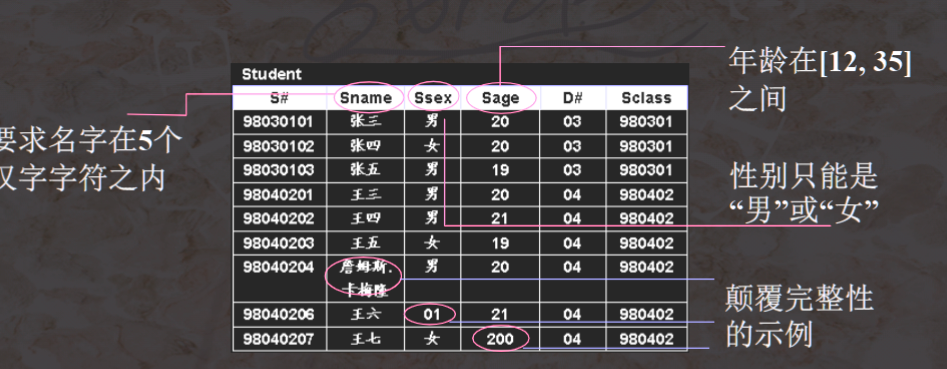 年龄在[12, 35]
之间
要求名字在5个
汉字字符之内
性别只能是
“男”或“女”
颠覆完整性
的示例
Student
S# Sname Ssex Sage D# Sclass
98030101 张三 男 20 03 980301
98030102 张四 女 20 03 980301
98030103 张五 男 19 03 980301
98040201 王三 男 20 04 980402
98040202 王四 男 21 04 980402
98040203 王五 女 19 04 980402
98040204 詹姆斯. 男 20 04 980402
卡梅隆
98040206 王六 01 21 04 980402
98040207 王七 女 200 04 980402